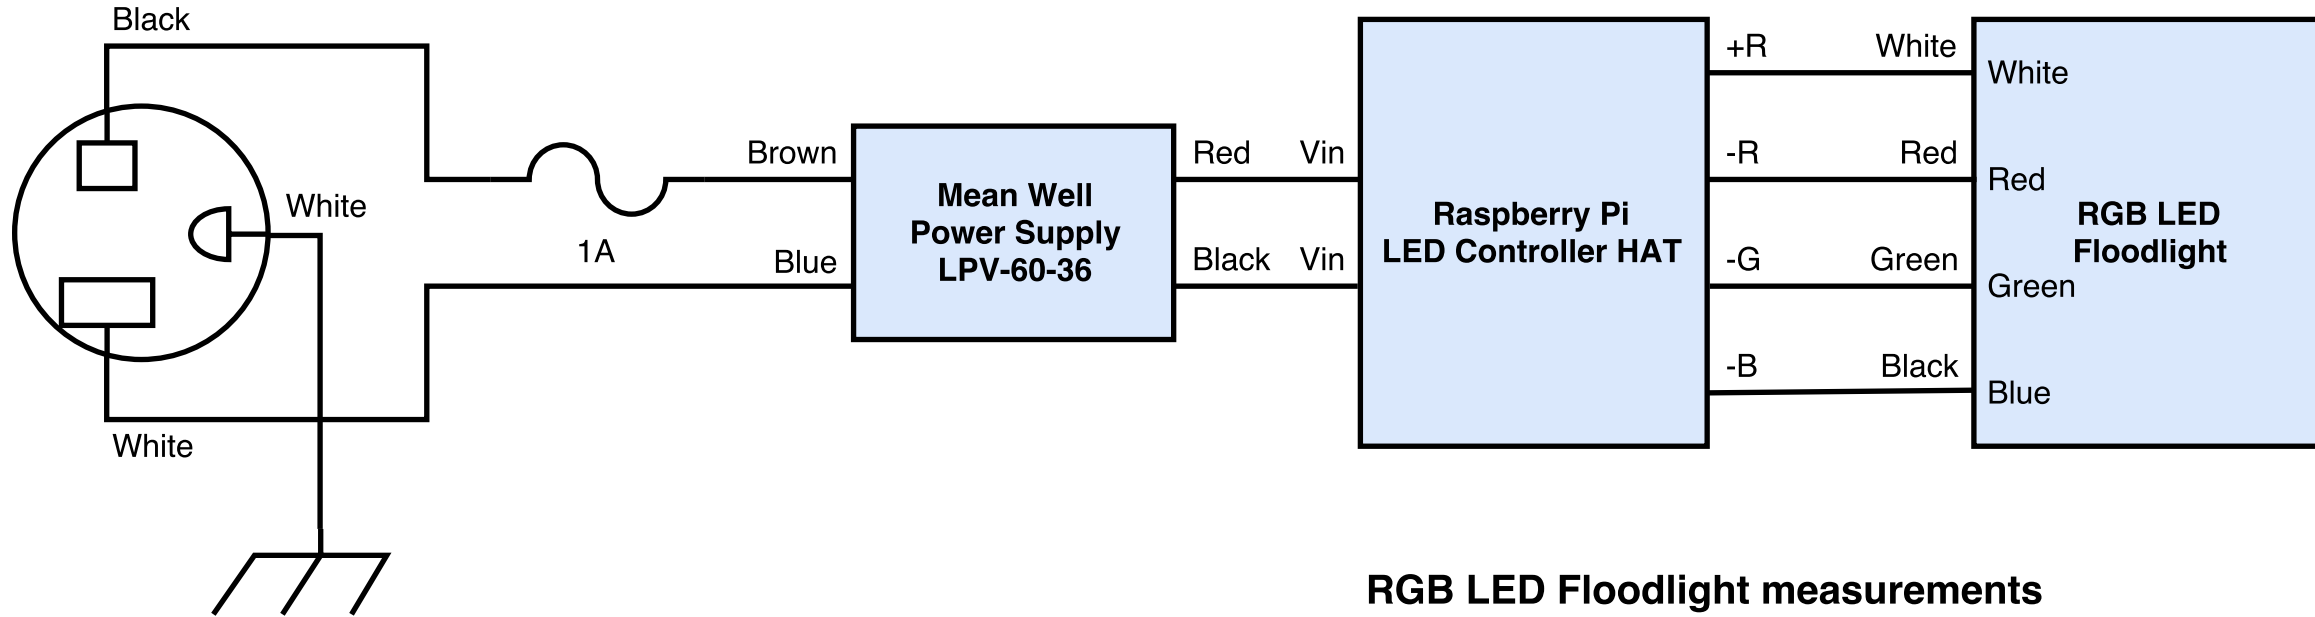 Black
White
White
1A
Brown
Blue
Mean Well
Power Supply
LPV-60-36
Red
Vin
Black
Vin
Raspberry Pi
LED Controller HAT
+R
White
-R
Red
-G
Green
-B
Black
White
Red
RGB LED
Floodlight
Green
Blue
RGB LED Floodlight measurements